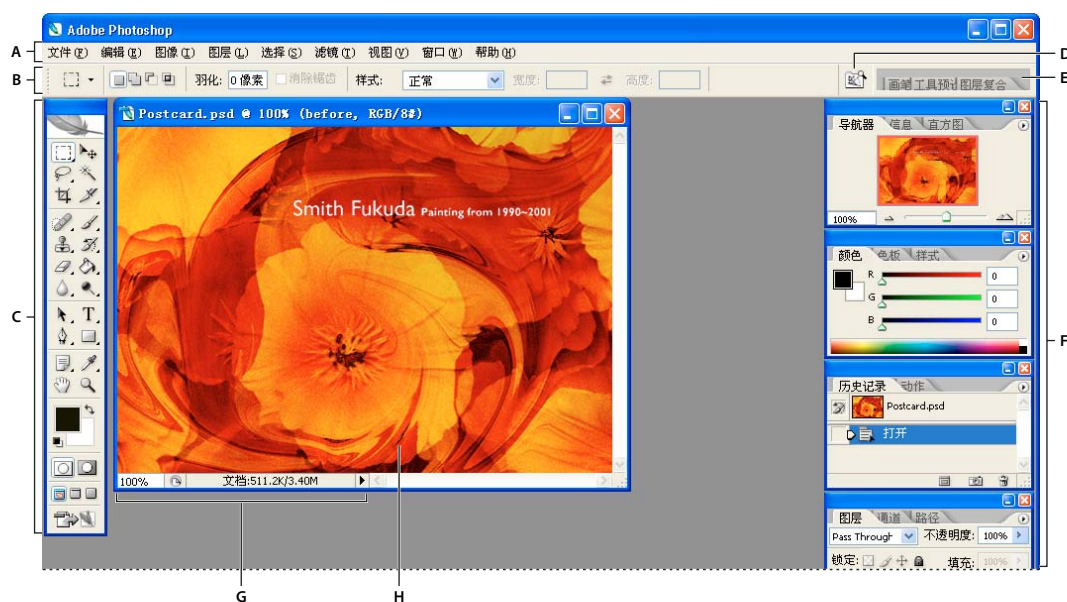 Adobe Photoshop
A
文件(F) 编辑(E) 图像(I) 图层(L) 选择(S) 滤镜(T) 视图(V) 窗口(W) 帮助(H)
D
B
羽化: 0 像素 消除锯齿 样式: 正常 宽度: 高度:
画笔 工具预设 图层复合
E
C
Postcard.psd @ 100% (before, RGB/8#)
Smith Fukuda Painting from 1990~2001
T
100% 文档:511.2K/3.40M
导航器 信息 直方图
100%
颜色 色板 样式
R 0
G 0
B 0
F
历史记录 动作
Postcard.psd
打开
图层 通道 路径
Pass Through 不透明度: 100%
锁定: 填充: 100%
G
H